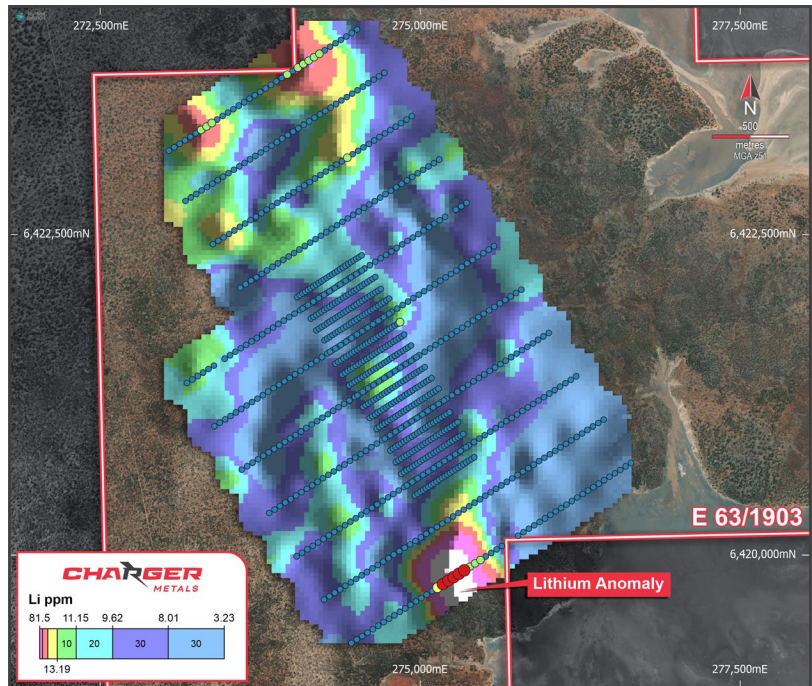 272,500mE
275,000mE
277,500mE
N
500
metres
MGA z51
6,422,500mN
6,422,500mN
E 63/1903
6,420,000mN
Lithium Anomaly
CHARGER
METALS
Li ppm
81.5 11.15 9.62 8.01 3.23
10 20 30 30
13.19
275,000mE
277,500mE